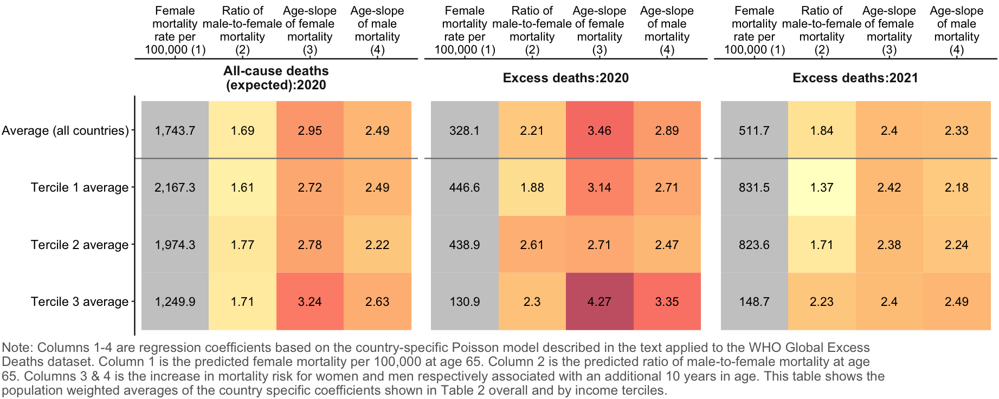 Female mortality rate per 100,000 (1)
Ratio of male-to-female mortality (2)
Age-slope of female mortality (3)
Age-slope of male mortality (4)
Female mortality rate per 100,000 (1)
Ratio of male-to-female mortality (2)
Age-slope of female mortality (3)
Age-slope of male mortality (4)
Female mortality rate per 100,000 (1)
Ratio of male-to-female mortality (2)
Age-slope of female mortality (3)
Age-slope of male mortality (4)
All-cause deaths
(expected):2020
Excess deaths:2020
Excess deaths:2021
Average (all countries) 1,743.7 1.69 2.95 2.49 328.1 2.21 3.46 2.89 511.7 1.84 2.4 2.33
Tercile 1 average 2,167.3 1.61 2.72 2.49 446.6 1.88 3.14 2.71 831.5 1.37 2.42 2.18
Tercile 2 average 1,974.3 1.77 2.78 2.22 438.9 2.61 2.71 2.47 823.6 1.71 2.38 2.24
Tercile 3 average 1,249.9 1.71 3.24 2.63 130.9 2.3 4.27 3.35 148.7 2.23 2.4 2.49
Note: Columns 1-4 are regression coefficients based on the country-specific Poisson model described in the text applied to the WHO Global Excess
Deaths dataset. Column 1 is the predicted female mortality per 100,000 at age 65. Column 2 is the predicted ratio of male-to-female mortality at age
65. Columns 3 & 4 is the increase in mortality risk for women and men respectively associated with an additional 10 years in age. This table shows the
population weighted averages of the country specific coefficients shown in Table 2 overall and by income terciles.